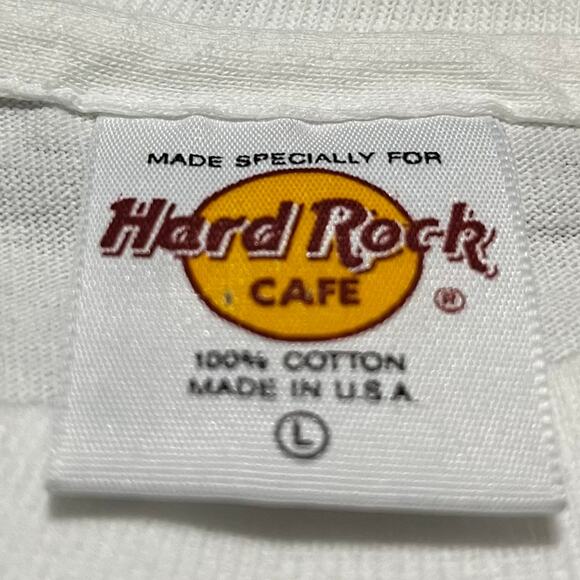 MADE SPECIALLY FOR
Hard Rock
CAFE
®
100% COTTON
MADE IN U.S.A.
L